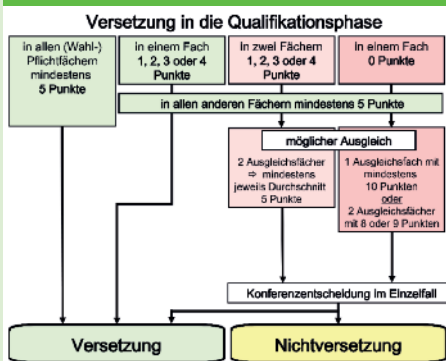 Versetzung in die Qualifikationsphase
in allen (Wahl-)
Pflichtfächern
mindestens
5 Punkte
in einem Fach
1, 2, 3 oder 4
Punkte
in zwei Fächern
1, 2, 3 oder 4
Punkten
in einem Fach
0 Punkte
in allen anderen Fächern mindestens 5 Punkte
möglicher Ausgleich
2 Ausgleichsfächer
⇨ mindestens
jeweils Durchschnitt
5 Punkte
1 Ausgleichsfach mit
mindestens
10 Punkten
oder
2 Ausgleichsfächer
mit 8 oder 9 Punkten
Konferenzentscheidung im Einzelfall
Versetzung
Nichtversetzung